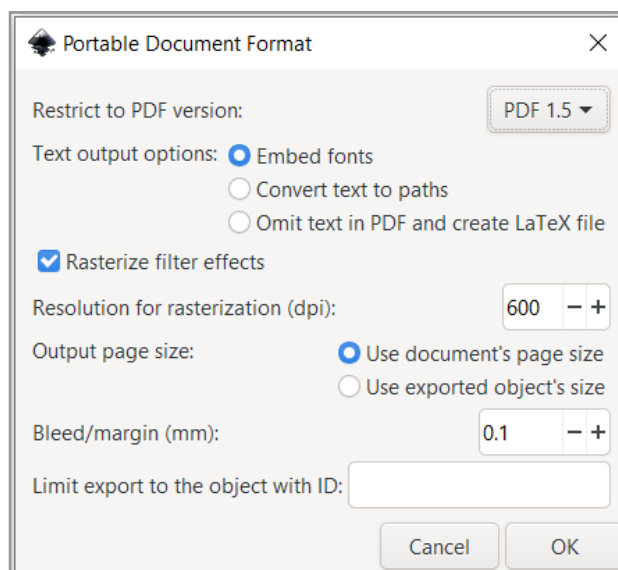 Portable Document Format
Restrict to PDF version: PDF 1.5
Text output options: Embed fonts
Convert text to paths
Omit text in PDF and create LaTeX file
Rasterize filter effects
Resolution for rasterization (dpi): 600
Output page size: Use document's page size
Use exported object's size
Bleed/margin (mm): 0.1
Limit export to the object with ID:
Cancel OK